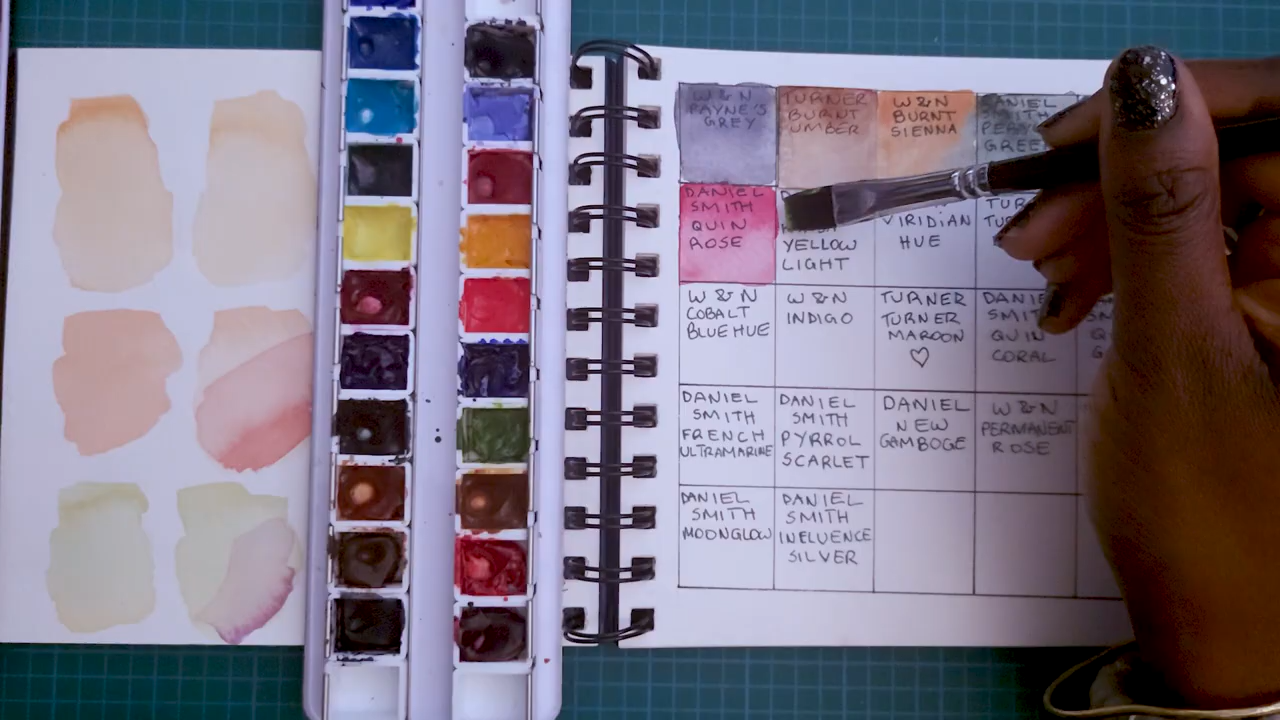 W & N
PAYNE'S
GREY
TURNER
BURNT
UMBER
W & N
BURNT
SIENNA
DANIEL
SMITH
GREEN
DANIEL
SMITH
QUIN
ROSE
YELLOW
LIGHT
VIRIDIAN
HUE
W & N
COBALT
BLUE HUE
W & N
INDIGO
TURNER
TURNER
MAROON
♡
DANIEL
SMITH
QUIN
CORAL
DANIEL
SMITH
FRENCH
ULTRAMARINE
DANIEL
SMITH
PYRROL
SCARLET
DANIEL
NEW
GAMBOGE
W & N
PERMANENT
ROSE
DANIEL
SMITH
MOONGLOW
DANIEL
SMITH
INFLUENCE
SILVER